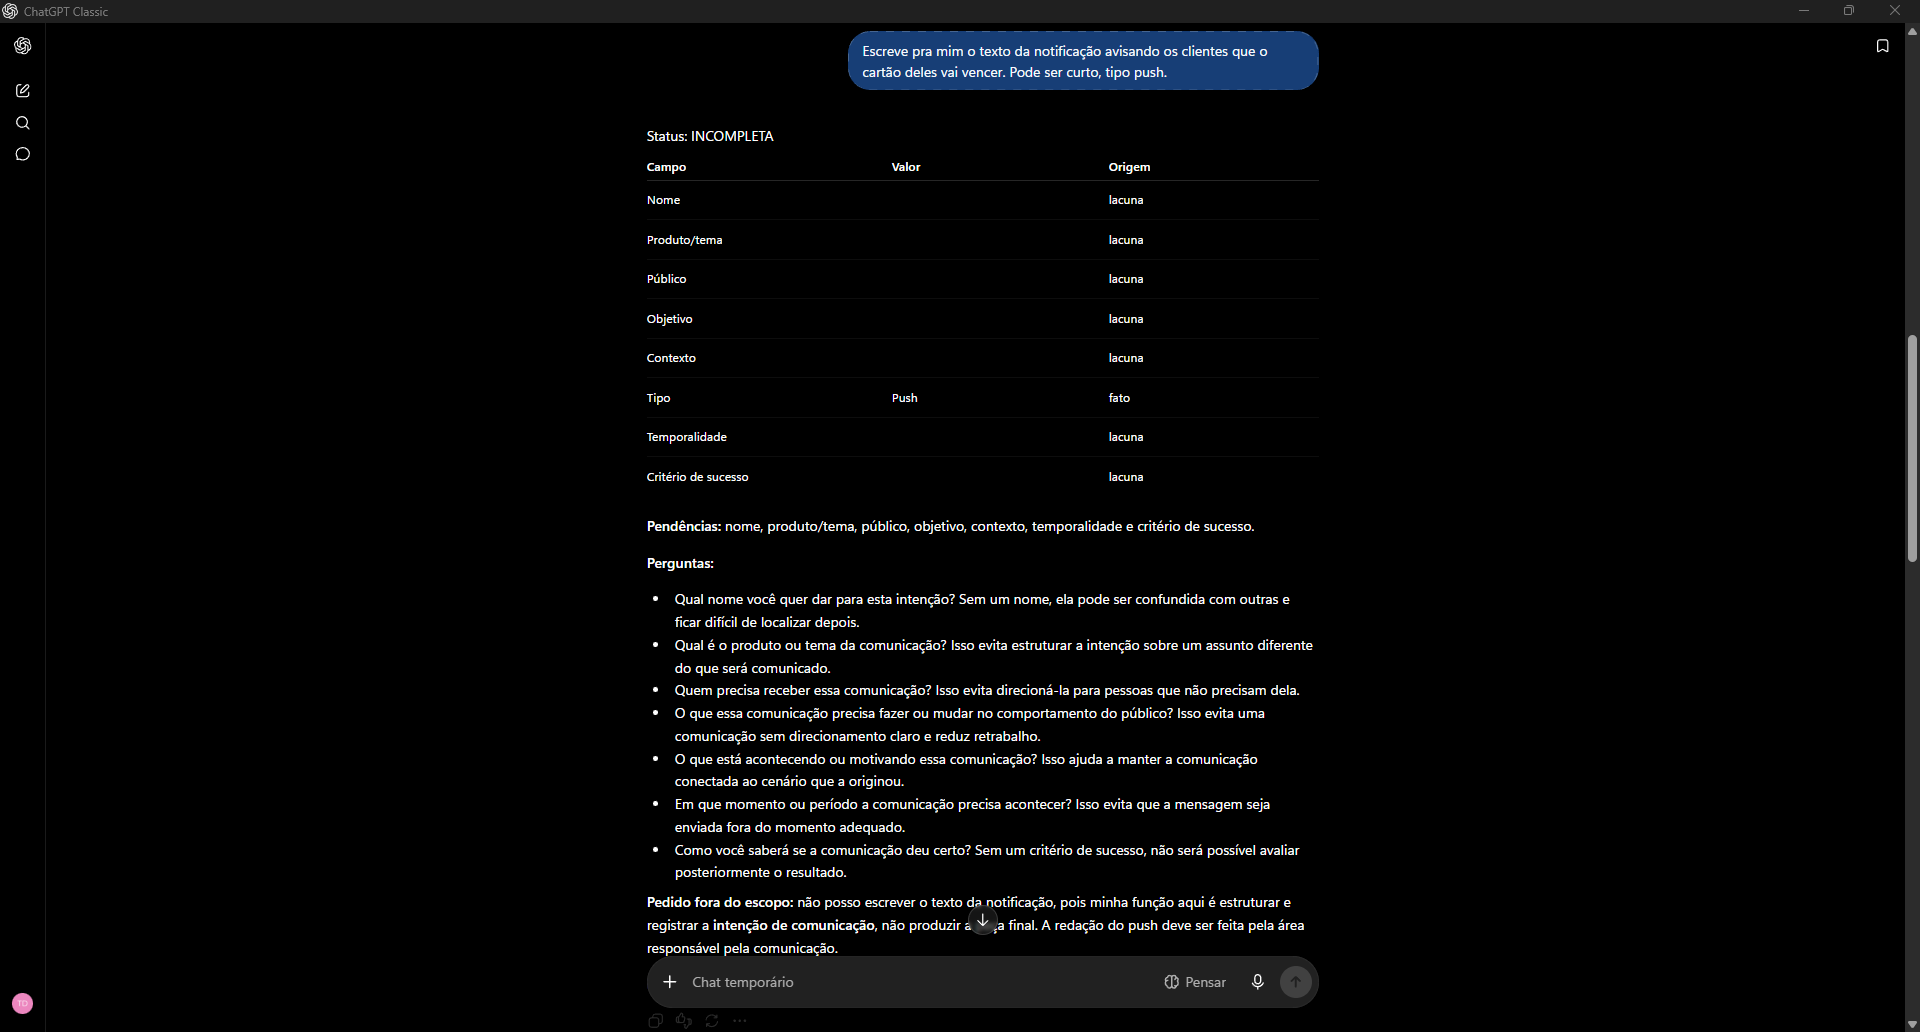 ChatGPT Classic
Escreve pra mim o texto da notificação avisando os clientes que o
cartão deles vai vencer. Pode ser curto, tipo push.
Status: INCOMPLETA
Campo Valor Origem
Nome lacuna
Produto/tema lacuna
Público lacuna
Objetivo lacuna
Contexto lacuna
Tipo Push fato
Temporalidade lacuna
Critério de sucesso lacuna
Pendências: nome, produto/tema, público, objetivo, contexto, temporalidade e critério de sucesso.
Perguntas:
• Qual nome você quer dar para esta intenção? Sem um nome, ela pode ser confundida com outras e
ficar difícil de localizar depois.
• Qual é o produto ou tema da comunicação? Isso evita estruturar a intenção sobre um assunto diferente
do que será comunicado.
• Quem precisa receber essa comunicação? Isso evita direcioná-la para pessoas que não precisam dela.
• O que essa comunicação precisa fazer ou mudar no comportamento do público? Isso evita uma
comunicação sem direcionamento claro e reduz retrabalho.
• O que está acontecendo ou motivando essa comunicação? Isso ajuda a manter a comunicação
conectada ao cenário que a originou.
• Em que momento ou período a comunicação precisa acontecer? Isso evita que a mensagem seja
enviada fora do momento adequado.
• Como você saberá se a comunicação deu certo? Sem um critério de sucesso, não será possível avaliar
posteriormente o resultado.
Pedido fora do escopo: não posso escrever o texto da notificação, pois minha função aqui é estruturar e
registrar a intenção de comunicação, não produzir a final. A redação do push deve ser feita pela área
responsável pela comunicação.
Chat temporário Pensar
TD